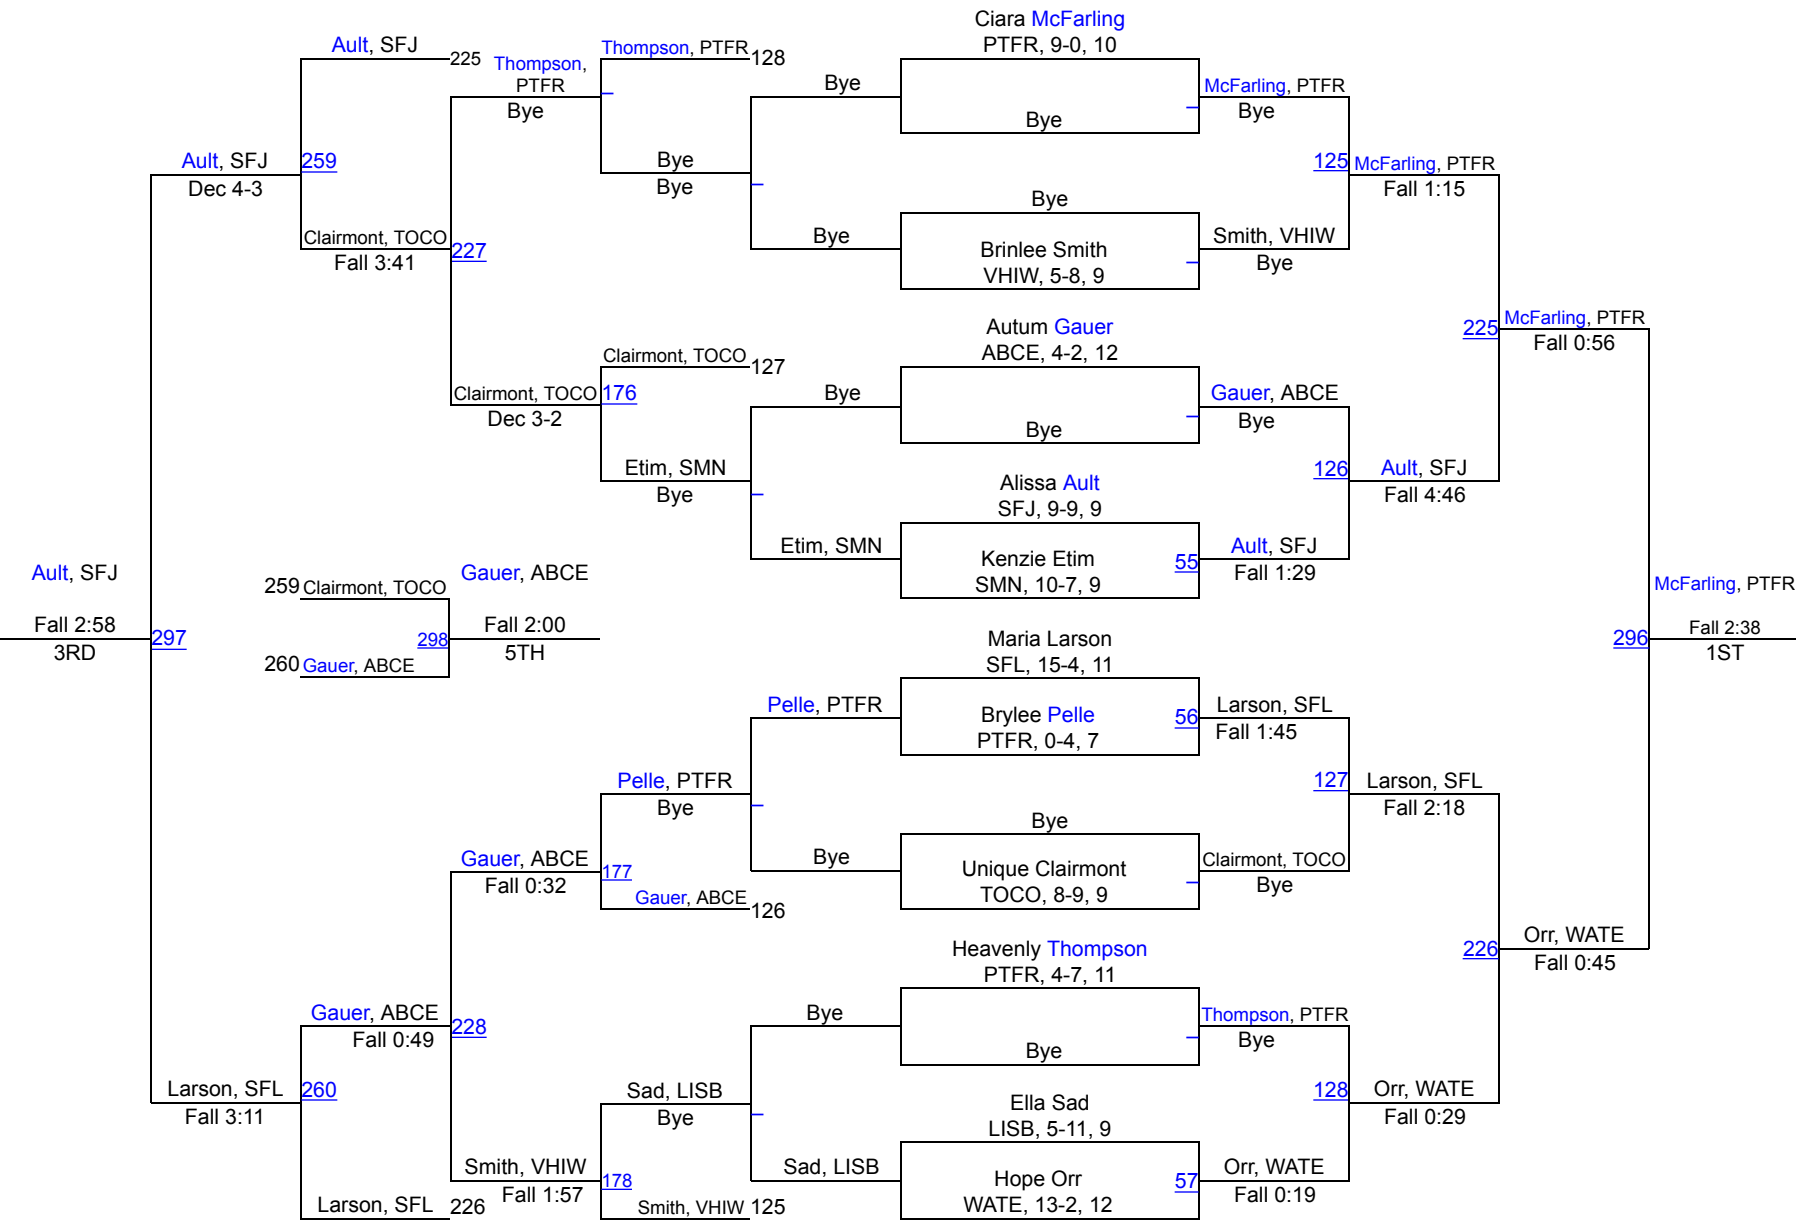 Ciara McFarling
PTFR, 9-0, 10
Ault, SFJ
225
Thompson,
PTFR
Bye
Thompson, PTFR
128
Bye
Bye
McFarling, PTFR
Bye
Ault, SFJ
Dec 4-3
259
Bye
Bye
125
McFarling, PTFR
Fall 1:15
Bye
Clairmont, TOCO
Fall 3:41
227
Bye
Brinlee Smith
VHIW, 5-8, 9
Smith, VHIW
Bye
Autum Gauer
ABCE, 4-2, 12
225
McFarling, PTFR
Fall 0:56
Clairmont, TOCO
127
Clairmont, TOCO
Dec 3-2
176
Bye
Bye
Gauer, ABCE
Bye
Etim, SMN
Bye
126
Ault, SFJ
Fall 4:46
Alissa Ault
SFJ, 9-9, 9
Etim, SMN
Kenzie Etim
SMN, 10-7, 9
55
Ault, SFJ
Fall 1:29
Ault, SFJ
Fall 2:58
3RD
297
259
Clairmont, TOCO
260
Gauer, ABCE
298
Gauer, ABCE
Fall 2:00
5TH
McFarling, PTFR
296
Fall 2:38
1ST
Maria Larson
SFL, 15-4, 11
Pelle, PTFR
Brylee Pelle
PTFR, 0-4, 7
56
Larson, SFL
Fall 1:45
Pelle, PTFR
Bye
127
Larson, SFL
Fall 2:18
Bye
Gauer, ABCE
Fall 0:32
177
Bye
Unique Clairmont
TOCO, 8-9, 9
Clairmont, TOCO
Bye
Gauer, ABCE
126
Heavenly Thompson
PTFR, 4-7, 11
226
Orr, WATE
Fall 0:45
Gauer, ABCE
Fall 0:49
228
Bye
Bye
Thompson, PTFR
Bye
Larson, SFL
Fall 3:11
260
Sad, LISB
Bye
128
Orr, WATE
Fall 0:29
Ella Sad
LISB, 5-11, 9
Smith, VHIW
Fall 1:57
178
Sad, LISB
Hope Orr
WATE, 13-2, 12
57
Orr, WATE
Fall 0:19
Larson, SFL
226
Smith, VHIW
125